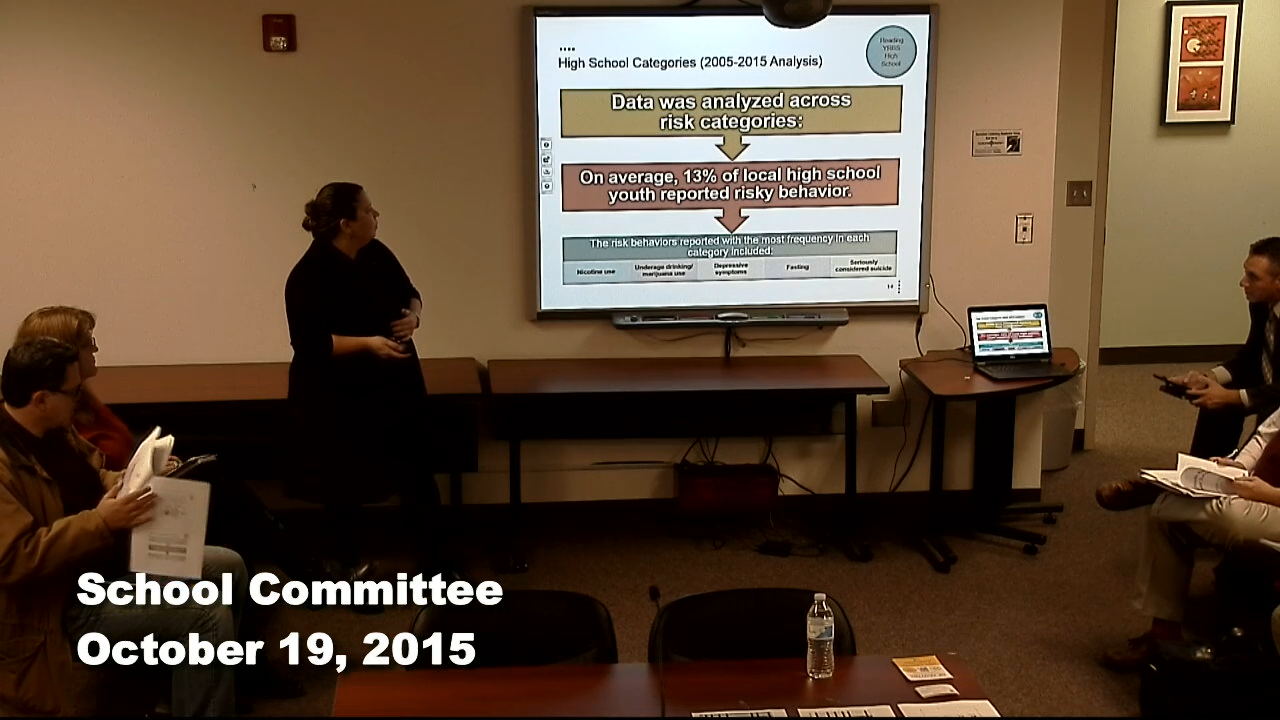 High School Categories (2005-2015 Analysis)
Reading
YRBS
High
School
Data was analyzed across
risk categories:
On average, 13% of local high school
youth reported risky behavior.
The risk behaviors reported with the most frequency in each
category included:
Nicotine use
Underage drinking/
marijuana use
Depressive
symptoms
Fasting
Seriously
considered suicide
14
School Committee
October 19, 2015